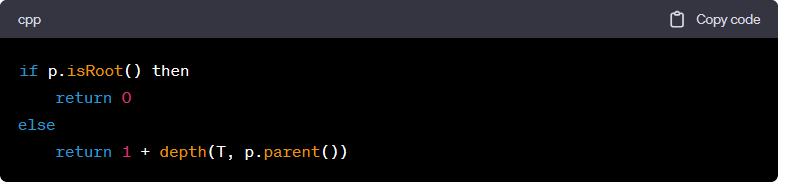 cpp
Copy code
if p.isRoot() then
    return 0
else
    return 1 + depth(T, p.parent())